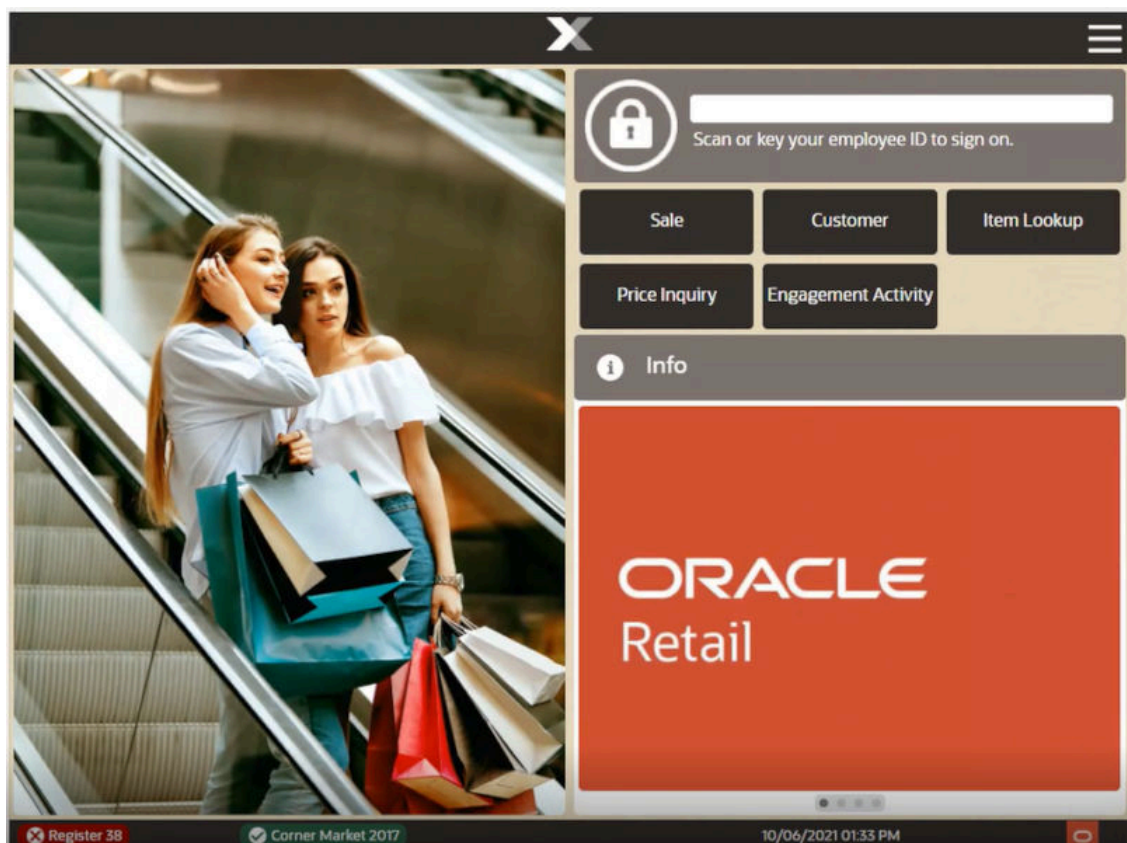 Scan or key your employee ID to sign on.
Sale
Customer
Item Lookup
Price Inquiry
Engagement Activity
Info
ORACLE
Retail
Register 38
Corner Market 2017
10/06/2021 01:33 PM